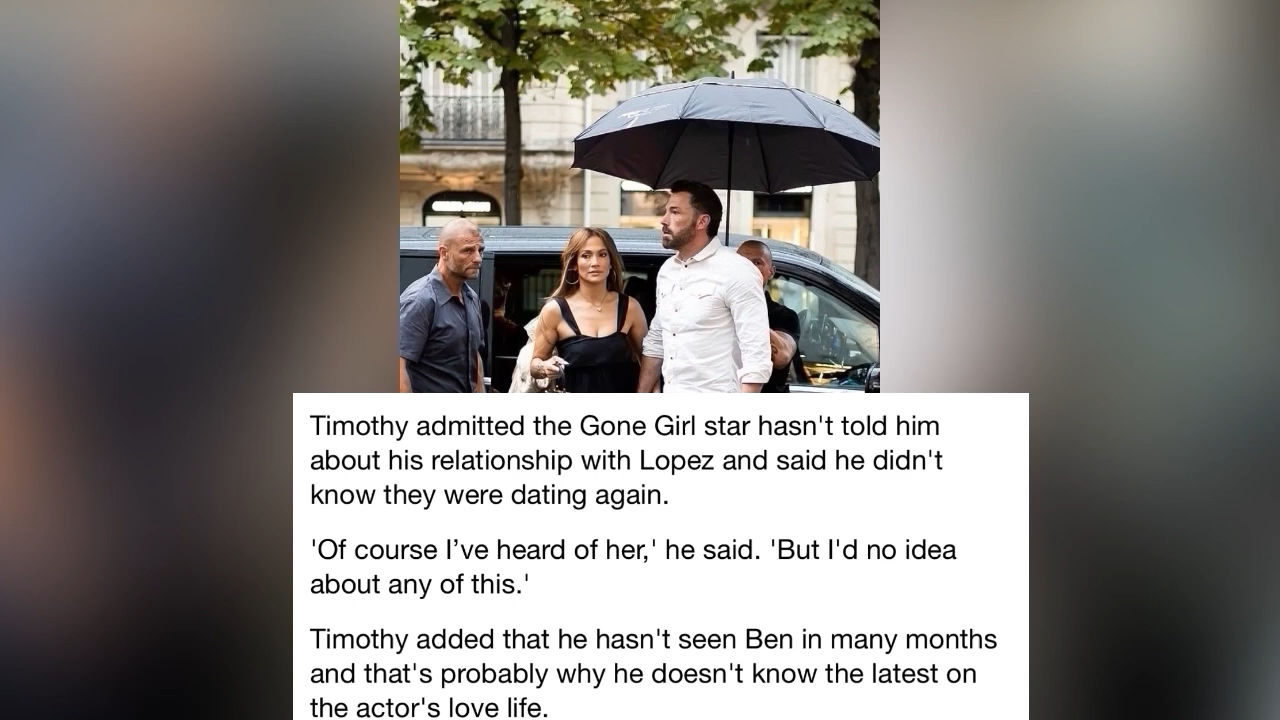 Timothy admitted the Gone Girl star hasn't told him
about his relationship with Lopez and said he didn't
know they were dating again.
'Of course I’ve heard of her,' he said. 'But I'd no idea
about any of this.'
Timothy added that he hasn't seen Ben in many months
and that's probably why he doesn't know the latest on
the actor's love life.